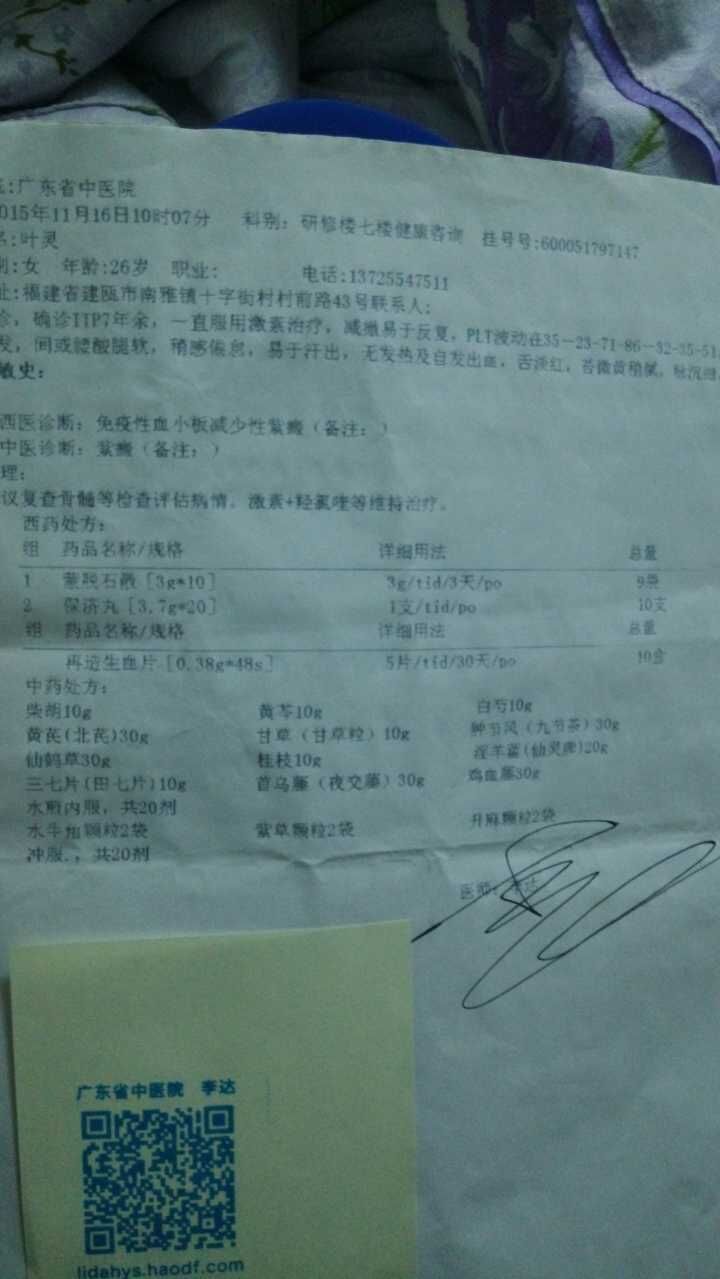 :广东省中医院
015年11月16日10时07分 科别: 研修楼七楼健康咨询 挂号号:600051797147
名:叶灵
别:女 年龄:26岁 职业: 电话:13725547511
址:福建省建瓯市南雅镇十字街村村前路43号联系人:
诊, 确诊ITP7年余, 一直服用激素治疗, 减撤易于反复, PLT波动在35-23-71-86-32-35-51
发, 间或腰酸腿软, 稍感倦怠, 易于汗出, 无发热及自发出血, 舌淡红, 苔微黄稍腻, 脉沉细
敏史:
西医诊断: 免疫性血小板减少性紫癜 (备注: )
中医诊断: 紫癜 (备注: )
理:
议复查骨髓等检查评估病情。激素+羟氯喹等维持治疗。
西药处方:
组 药品名称/规格 详细用法 总量
1 蒙脱石散 [3g*10] 3g/tid/3天/po 9袋
2 保济丸 [3.7g*20] 1支/tid/po 10支
组 药品名称/规格 详细用法 总量
再造生血片 [0.38g*48s] 5片/tid/30天/po 10盒
中药处方:
柴胡10g 黄芩10g 白芍10g
黄芪(北芪)30g 甘草 (甘草粒) 10g 肿节风 (九节茶) 30g
仙鹤草30g 桂枝10g 淫羊藿(仙灵脾)20g
三七片(田七片)10g 首乌藤 (夜交藤) 30g 鸡血藤30g
水煎内服, 共20剂
水牛角颗粒2袋 紫草颗粒2袋 升麻颗粒2袋
冲服., 共20剂
医师: 李达
广东省中医院 李达
lidahys.haodf.com